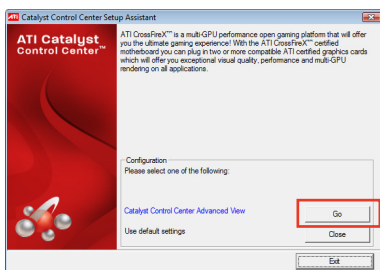 Catalyst Control Center Setup Assistant
ATI Catalyst
Control Center™
ATI CrossFireX™ is a multi-GPU performance open gaming platform that will offer
you the ultimate gaming experience! With the ATI CrossFireX™ certified
motherboard you can plug in two or more compatible ATI certified graphics cards
which will offer you exceptional visual quality, performance and multi-GPU
rendering on all applications.
Configuration
Please select one of the following:
Catalyst Control Center Advanced View
Go
Use default settings
Close
Exit